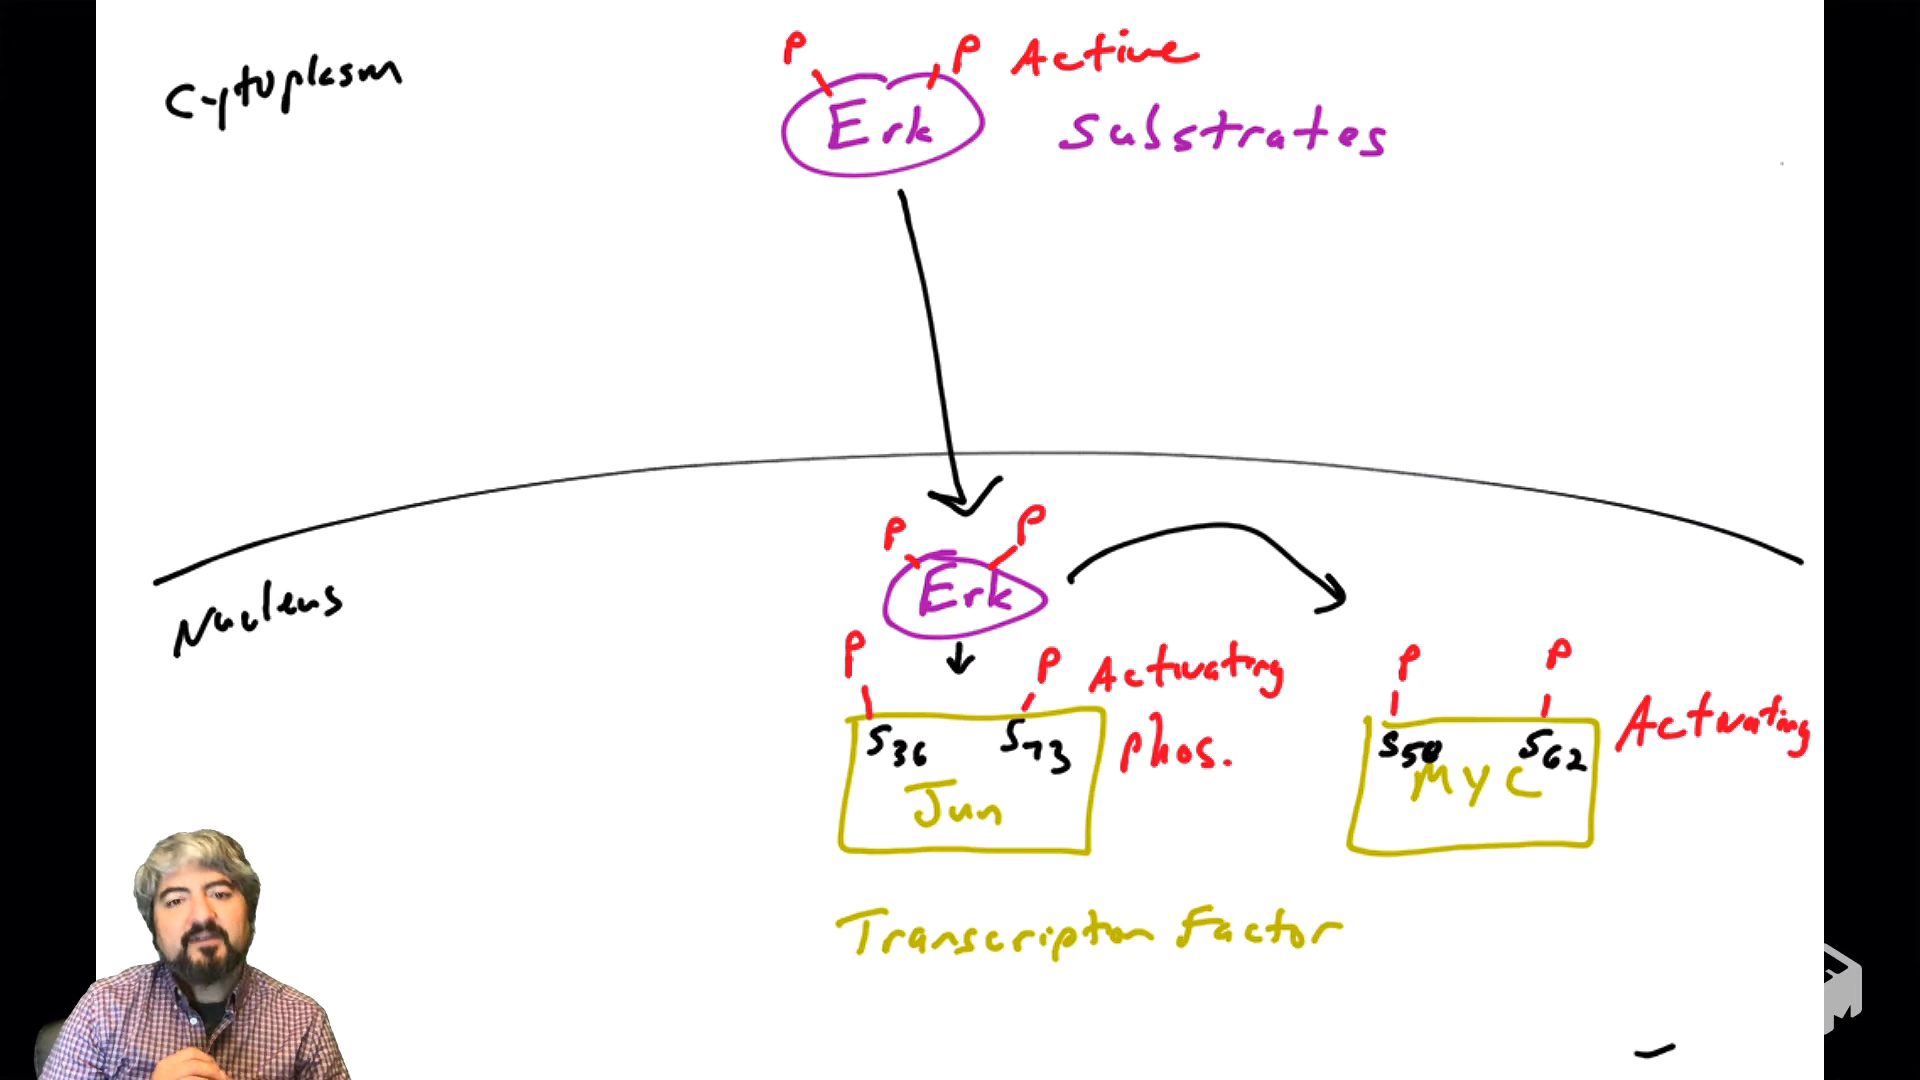 Cytoplasm
P P Active
Erk Substrates
P P
Erk
Nucleus
P P Activating
phos.
S36 S73
Jun
P P
S58 S62 Activating
MYC
Transcription Factor